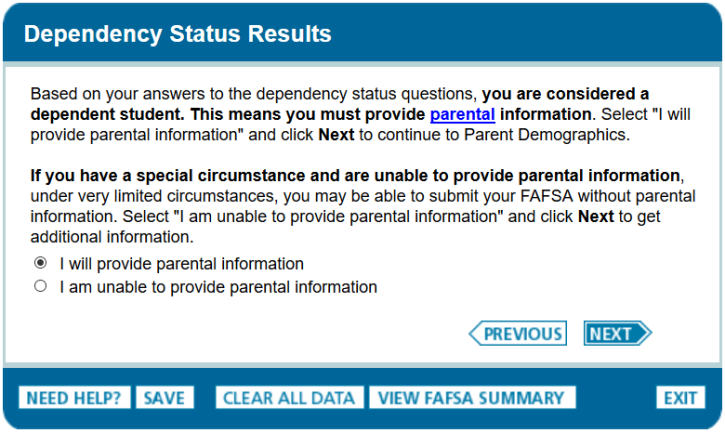 Dependency Status Results
Based on your answers to the dependency status questions, you are considered a
dependent student. This means you must provide parental information. Select "I will
provide parental information" and click Next to continue to Parent Demographics.
If you have a special circumstance and are unable to provide parental information,
under very limited circumstances, you may be able to submit your FAFSA without parental
information. Select "I am unable to provide parental information" and click Next to get
additional information.
I will provide parental information
I am unable to provide parental information
PREVIOUS NEXT
NEED HELP? SAVE CLEAR ALL DATA VIEW FAFSA SUMMARY EXIT